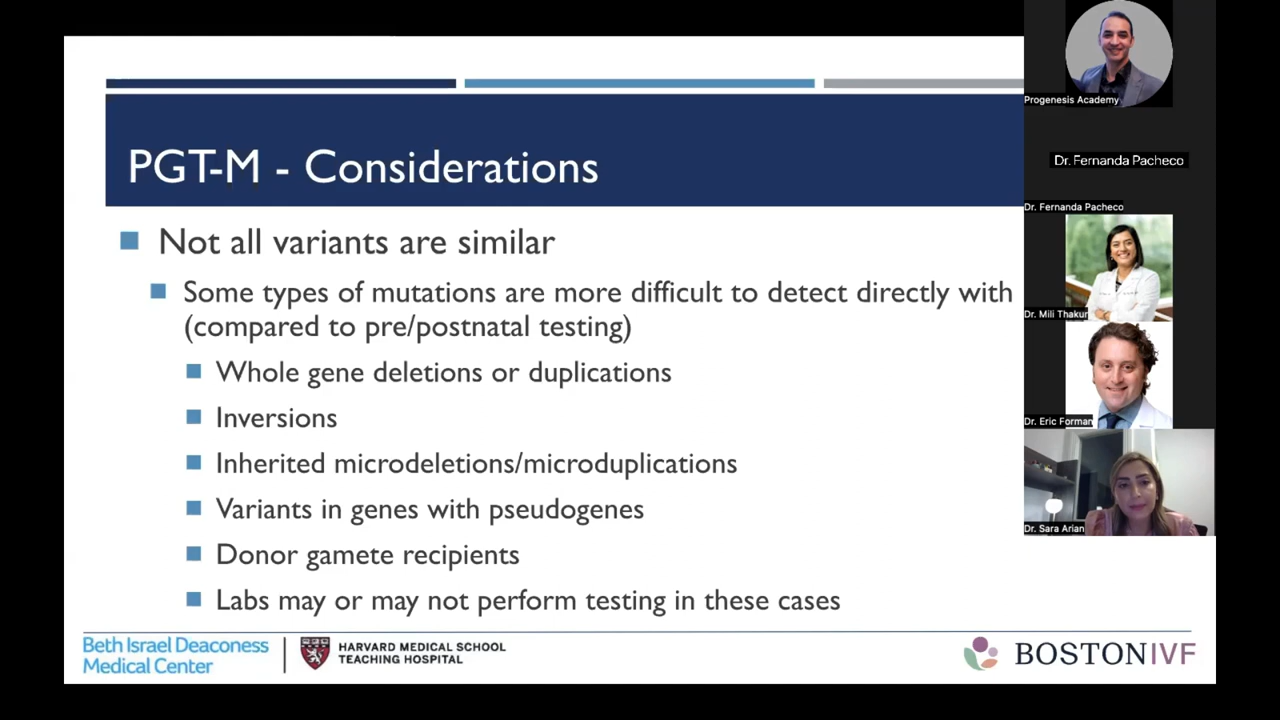 PGT-M - Considerations
Not all variants are similar
Some types of mutations are more difficult to detect directly with
(compared to pre/postnatal testing)
Whole gene deletions or duplications
Inversions
Inherited microdeletions/microduplications
Variants in genes with pseudogenes
Donor gamete recipients
Labs may or may not perform testing in these cases
Beth Israel Deaconess
Medical Center
HARVARD MEDICAL SCHOOL
TEACHING HOSPITAL
BOSTONIVF
Progenesis Academy
Dr. Fernanda Pacheco
Dr. Fernanda Pacheco
Dr. Mili Thakur
Dr. Eric Forman
Dr. Sara Arian